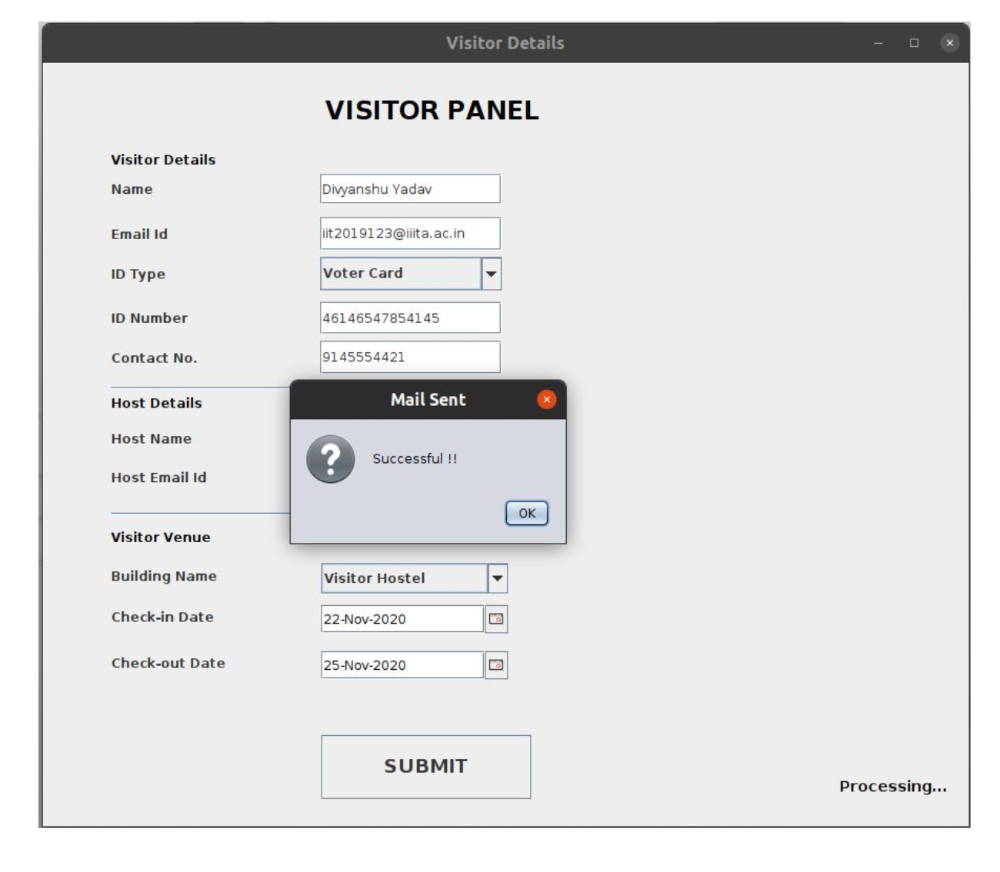 Visitor Details
VISITOR PANEL
Visitor Details
Name Divyanshu Yadav
Email Id iit2019123@iiita.ac.in
ID Type Voter Card
ID Number 46146547854145
Contact No. 9145554421
Host Details
Host Name
Host Email Id
Mail Sent
Successful !!
OK
Visitor Venue
Building Name Visitor Hostel
Check-in Date 22-Nov-2020
Check-out Date 25-Nov-2020
SUBMIT
Processing...